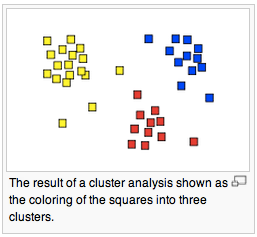 The result of a cluster analysis shown as
the coloring of the squares into three
clusters.